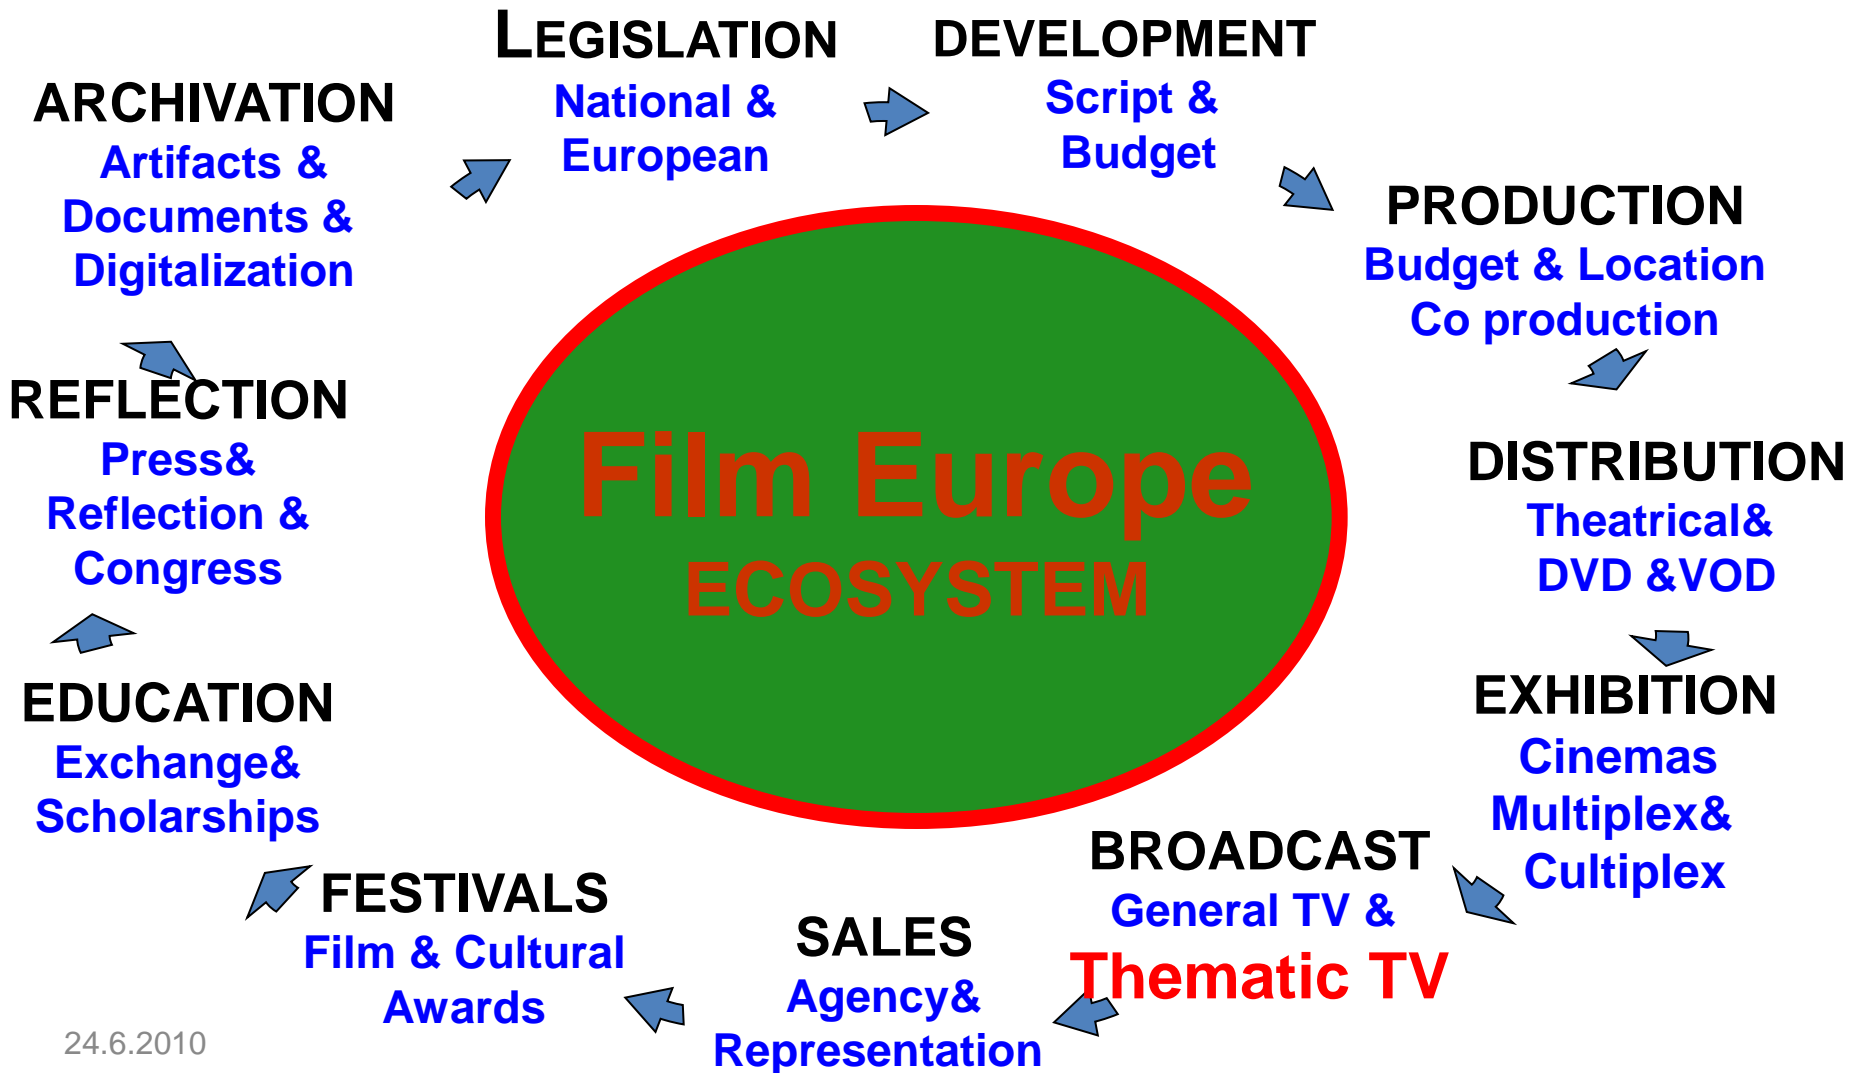 LEGISLATION
National &
European
DEVELOPMENT
Script &
Budget
PRODUCTION
Budget & Location
Co production
DISTRIBUTION
Theatrical&
DVD &VOD
EXHIBITION
Cinemas
Multiplex&
Cultiplex
BROADCAST
General TV &
Thematic TV
SALES
Agency&
Representation
FESTIVALS
Film & Cultural
Awards
EDUCATION
Exchange&
Scholarships
REFLECTION
Press&
Reflection &
Congress
ARCHIVATION
Artifacts &
Documents &
Digitalization
Film Europe
ECOSYSTEM
24.6.2010